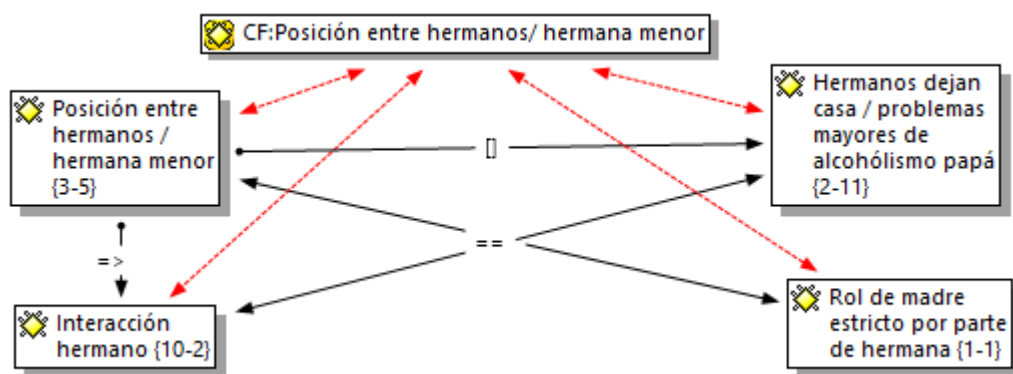 CF:Posición entre hermanos/ hermana menor
Posición entre
hermanos /
hermana menor
{3-5}
[]
Hermanos dejan
casa / problemas
mayores de
alcohólismo papá
{2-11}
==
=>
Interacción
hermano {10-2}
Rol de madre
estricto por parte
de hermana {1-1}